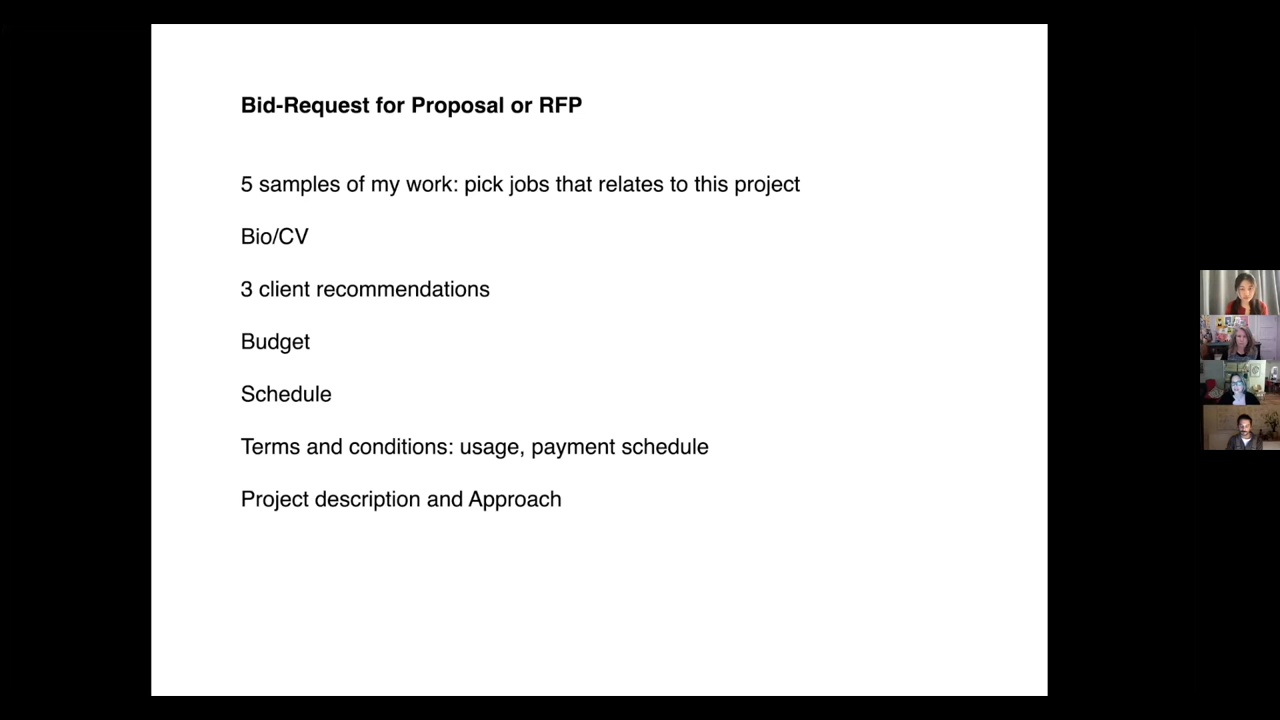 Bid-Request for Proposal or RFP
5 samples of my work: pick jobs that relates to this project
Bio/CV
3 client recommendations
Budget
Schedule
Terms and conditions: usage, payment schedule
Project description and Approach